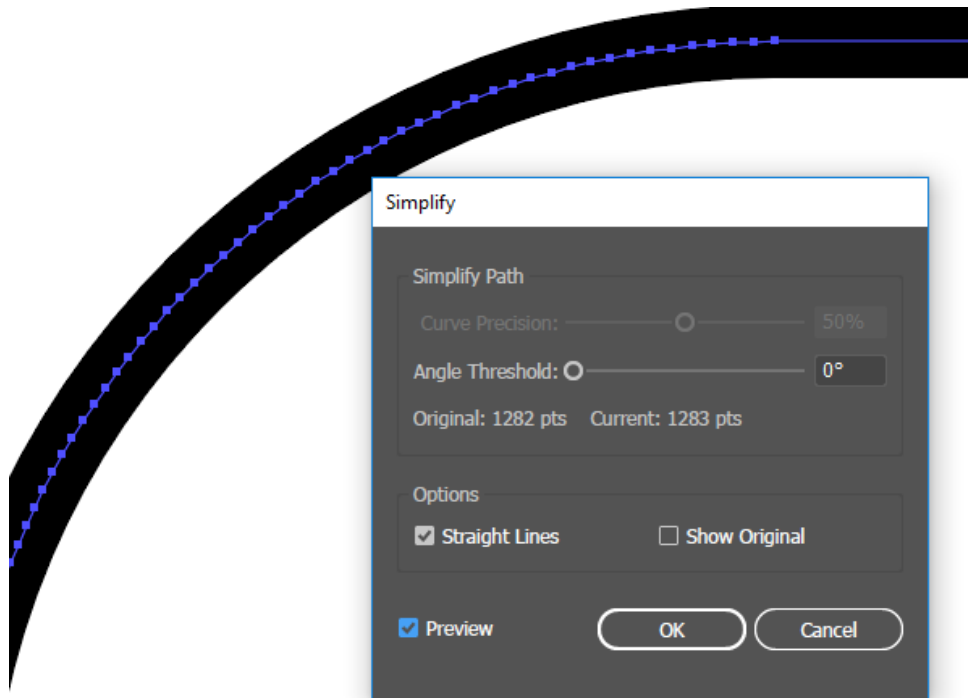 Simplify
Simplify Path
Curve Precision: 50%
Angle Threshold: 0°
Original: 1282 pts Current: 1283 pts
Options
Straight Lines Show Original
Preview OK Cancel